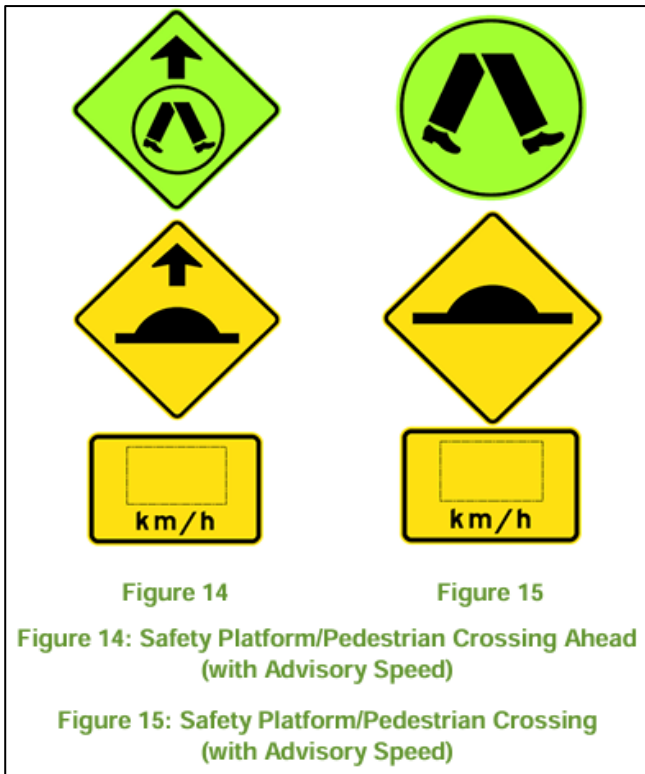 km/h
km/h
Figure 14
Figure 15
Figure 14: Safety Platform/Pedestrian Crossing Ahead
(with Advisory Speed)
Figure 15: Safety Platform/Pedestrian Crossing
(with Advisory Speed)